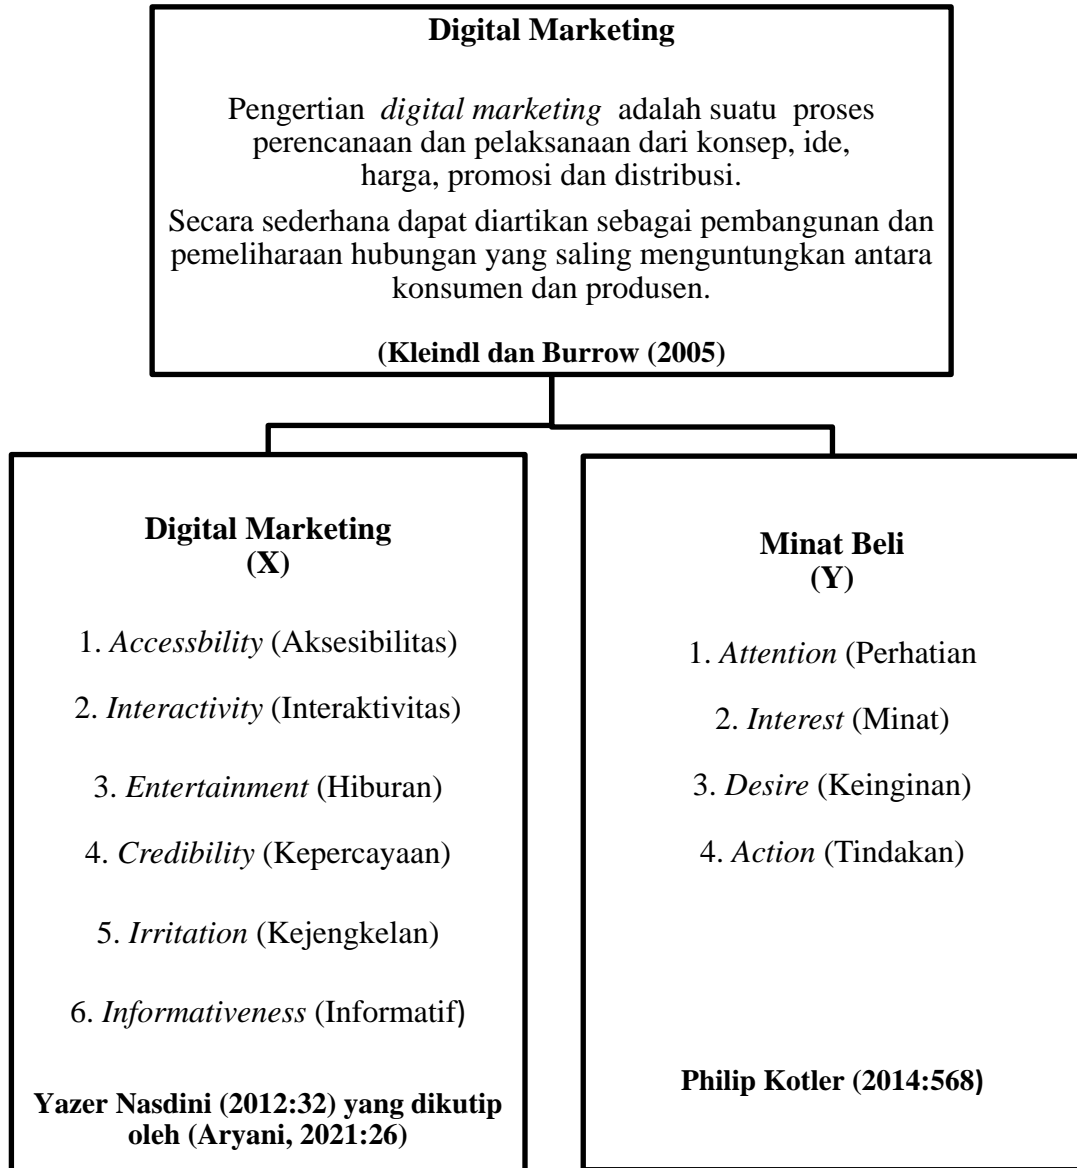 Digital Marketing
Pengertian digital marketing adalah suatu proses
perencanaan dan pelaksanaan dari konsep, ide,
harga, promosi dan distribusi.
Secara sederhana dapat diartikan sebagai pembangunan dan
pemeliharaan hubungan yang saling menguntungkan antara
konsumen dan produsen.
(Kleindl dan Burrow (2005)
Digital Marketing
(X)
1. Accessbility (Aksesibilitas)
2. Interactivity (Interaktivitas)
3. Entertainment (Hiburan)
4. Credibility (Kepercayaan)
5. Irritation (Kejengkelan)
6. Informativeness (Informatif)
Yazer Nasdini (2012:32) yang dikutip
oleh (Aryani, 2021:26)
Minat Beli
(Y)
1. Attention (Perhatian
2. Interest (Minat)
3. Desire (Keinginan)
4. Action (Tindakan)
Philip Kotler (2014:568)